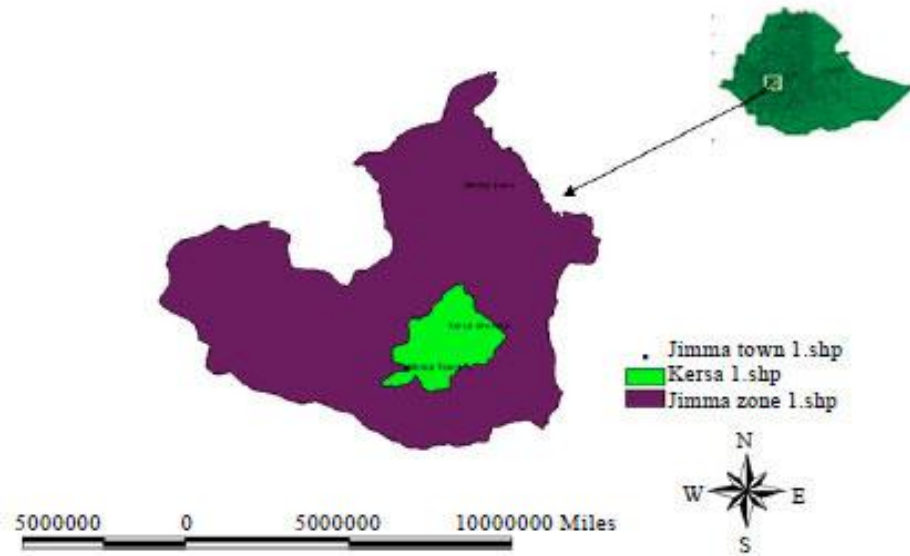 Jimma town 1.shp
Kersa 1.shp
Jimma zone 1.shp
N
W E
S
5000000 0 5000000 10000000 Miles